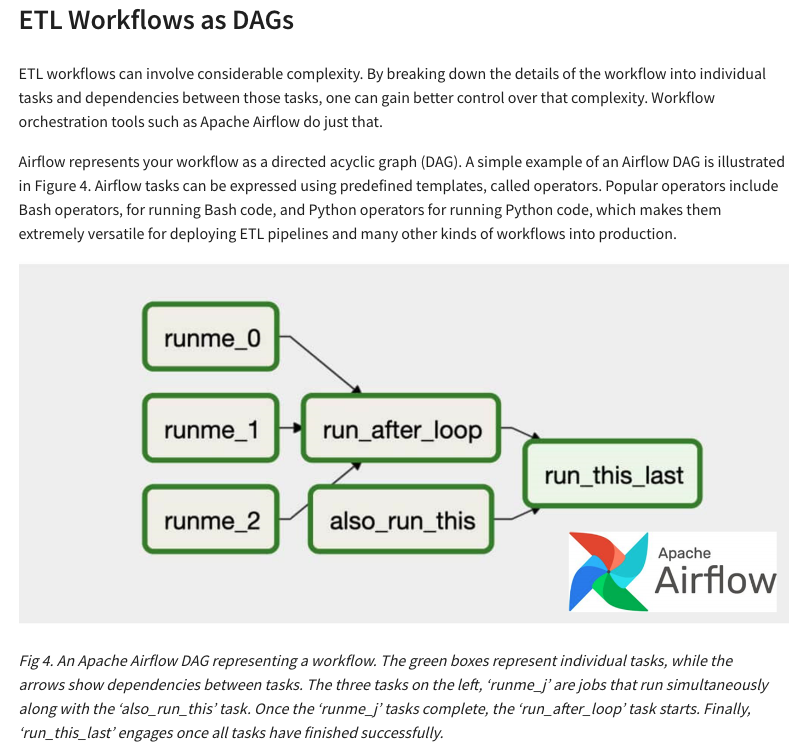 ETL Workflows as DAGs
ETL workflows can involve considerable complexity. By breaking down the details of the workflow into individual
tasks and dependencies between those tasks, one can gain better control over that complexity. Workflow
orchestration tools such as Apache Airflow do just that.
Airflow represents your workflow as a directed acyclic graph (DAG). A simple example of an Airflow DAG is illustrated
in Figure 4. Airflow tasks can be expressed using predefined templates, called operators. Popular operators include
Bash operators, for running Bash code, and Python operators for running Python code, which makes them
extremely versatile for deploying ETL pipelines and many other kinds of workflows into production.
runme_0
runme_1
run_after_loop
run_this_last
runme_2
also_run_this
Apache
Airflow
Fig 4. An Apache Airflow DAG representing a workflow. The green boxes represent individual tasks, while the
arrows show dependencies between tasks. The three tasks on the left, ‘runme_j’ are jobs that run simultaneously
along with the ‘also_run_this’ task. Once the ‘runme_j’ tasks complete, the ‘run_after_loop’ task starts. Finally,
‘run_this_last’ engages once all tasks have finished successfully.